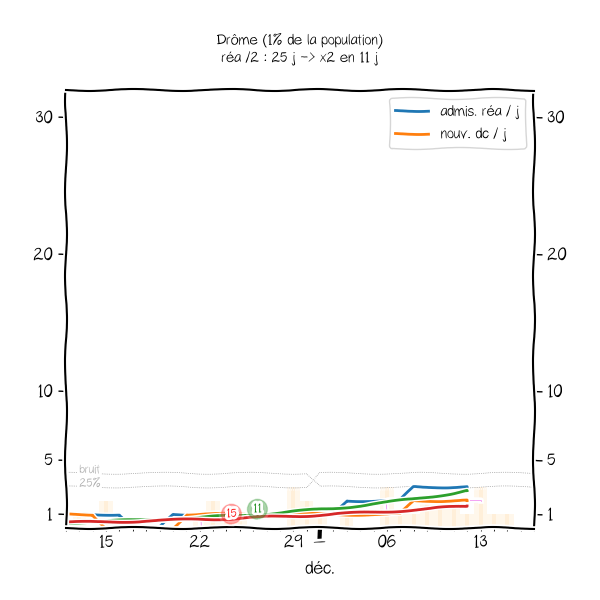 Drôme (1% de la population)
réa /2 : 25 j -> x2 en 11 j
admis. réa / j
nouv. dc / j
30 30
20 20
10 10
5 5
bruit
25%
15 11
1 1
15 22 29 06 13
déc.